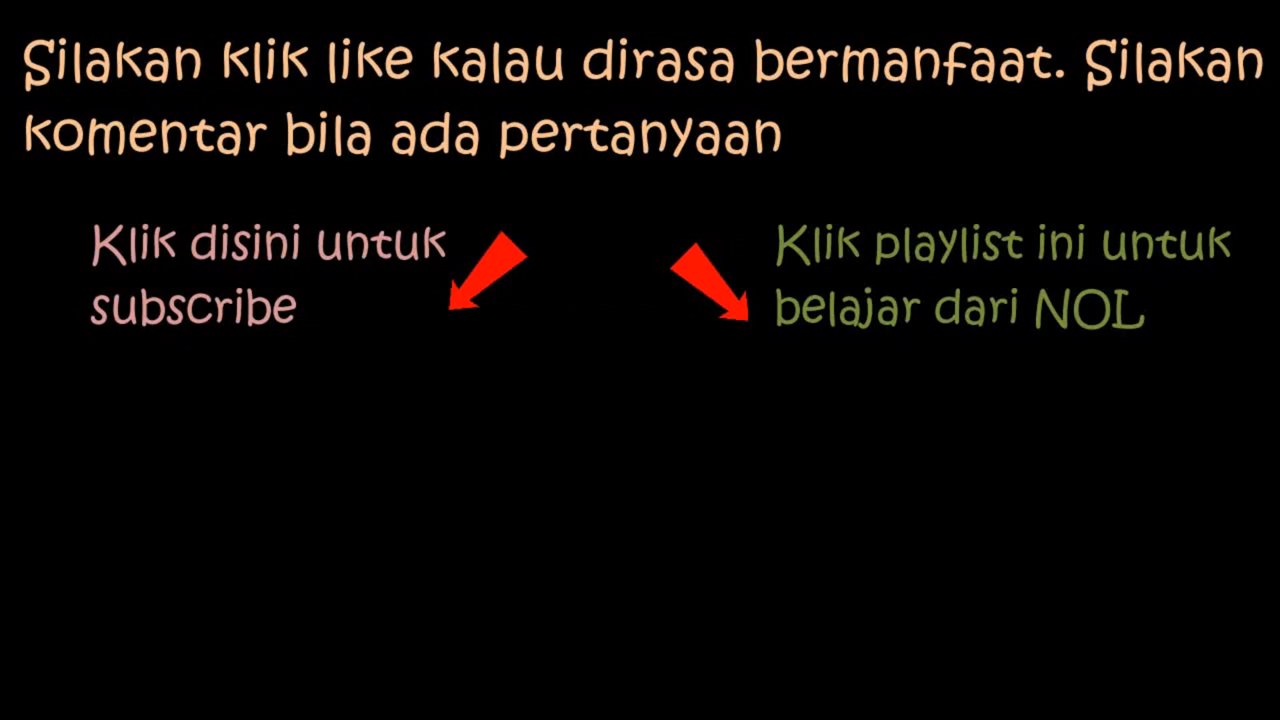 Silakan klik like kalau dirasa bermanfaat. Silakan
komentar bila ada pertanyaan
Klik disini untuk
subscribe
Klik playlist ini untuk
belajar dari NOL